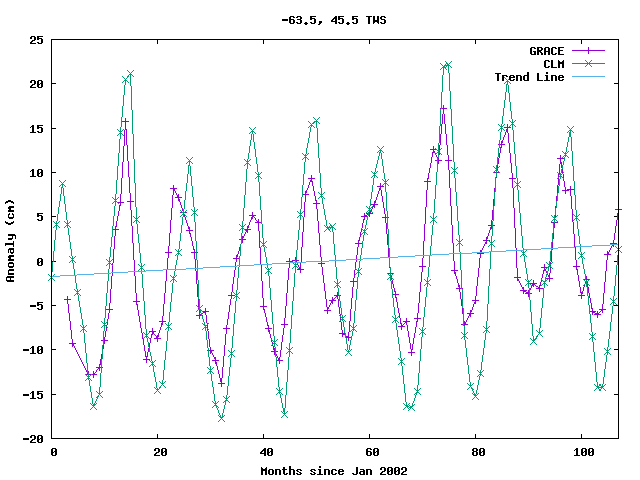 -63.5, 45.5 TWS
GRACE
CLM
Trend Line
25
20
15
10
5
0
-5
-10
-15
-20
Anomaly (cm)
0 20 40 60 80 100
Months since Jan 2002